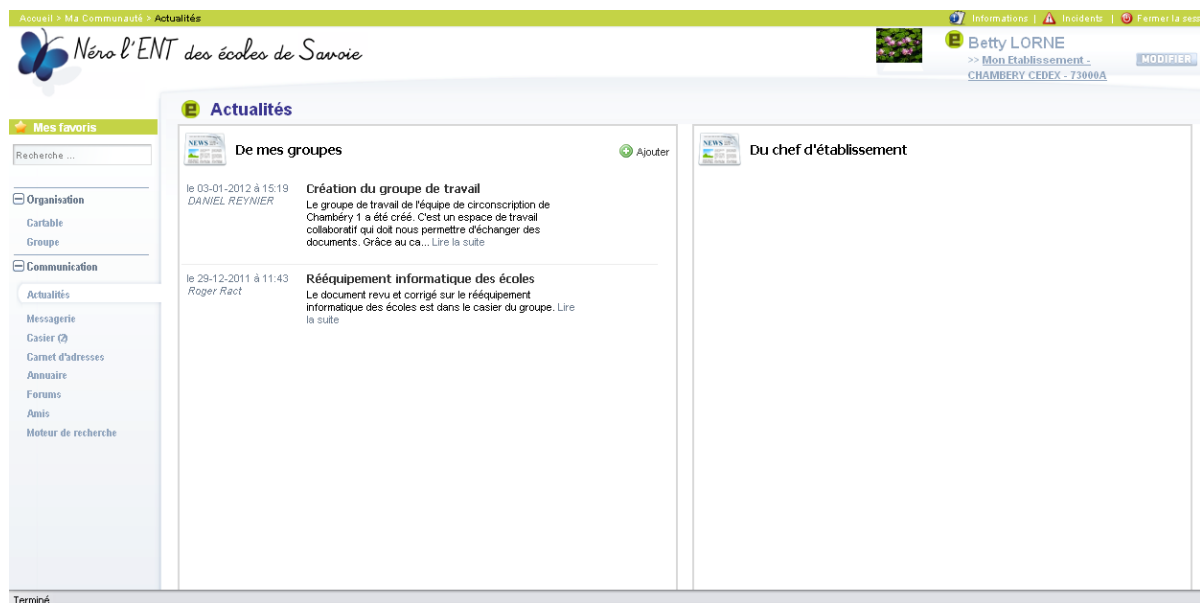 Accueil > Ma Communauté > Actualités
Informations | Incidents | Fermer la sess
Néro l'ENT des écoles de Savoie
Betty LORNE
>> Mon Etablissement -
CHAMBERY CEDEX - 73000A
MODIFIER
Mes favoris
Recherche ...
Organisation
Cartable
Groupe
Communication
Actualités
Messagerie
Casier (2)
Carnet d'adresses
Annuaire
Forums
Amis
Moteur de recherche
Actualités
NEWS
De mes groupes
Ajouter
le 03-01-2012 à 15:19
DANIEL REYNIER
Création du groupe de travail
Le groupe de travail de l'équipe de circonscription de
Chambéry 1 a été créé. C'est un espace de travail
collaboratif qui doit nous permettre d'échanger des
documents. Grâce au ca... Lire la suite
le 29-12-2011 à 11:43
Roger Ract
Rééquipement informatique des écoles
Le document revu et corrigé sur le rééquipement
informatique des écoles est dans le casier du groupe. Lire
la suite
NEWS
Du chef d'établissement
Terminé